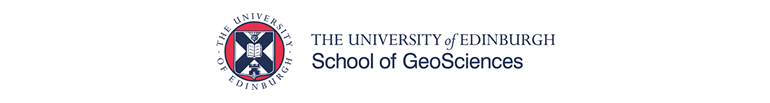 THE UNIVERSITY OF EDINBURGH
THE UNIVERSITY of EDINBURGH
School of GeoSciences